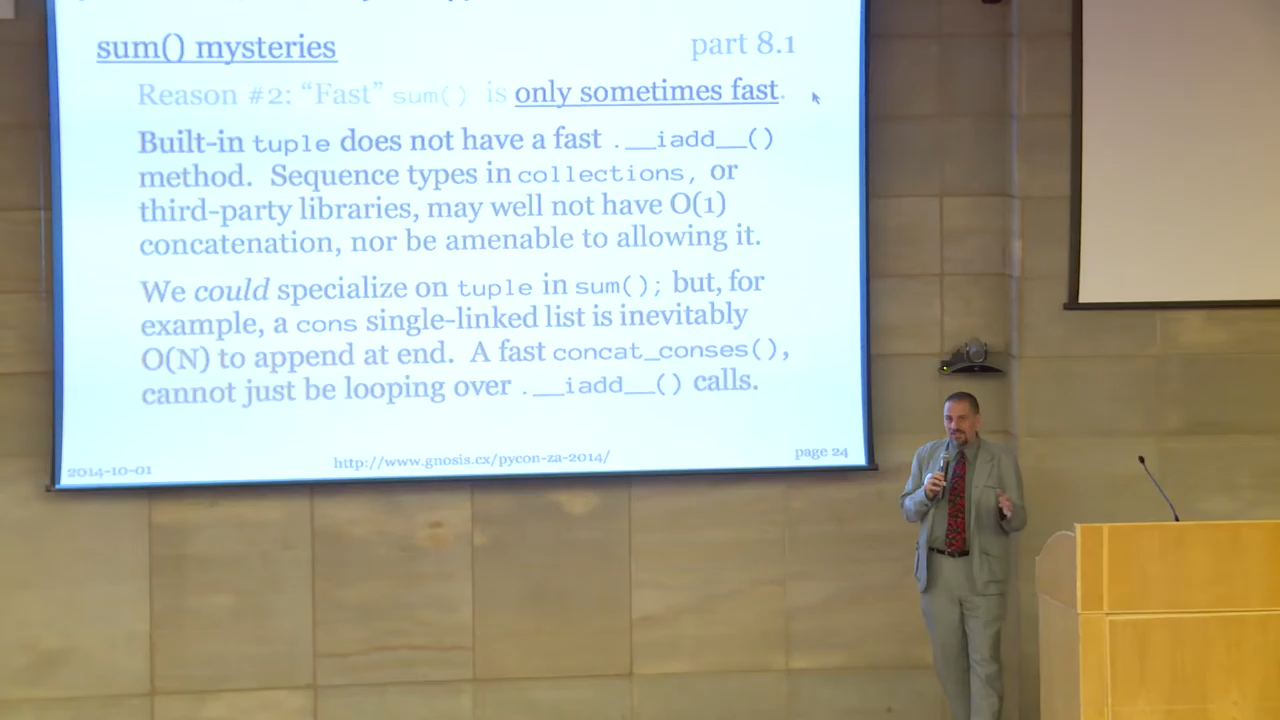 sum() mysteries part 8.1
Reason #2: “Fast” sum() is only sometimes fast.
Built-in tuple does not have a fast .__iadd__()
method. Sequence types in collections, or
third-party libraries, may well not have O(1)
concatenation, nor be amenable to allowing it.
We could specialize on tuple in sum(); but, for
example, a cons single-linked list is inevitably
O(N) to append at end. A fast concat_conses(),
cannot just be looping over .__iadd__() calls.
2014-10-01 http://www.gnosis.cx/pycon-za-2014/ page 24